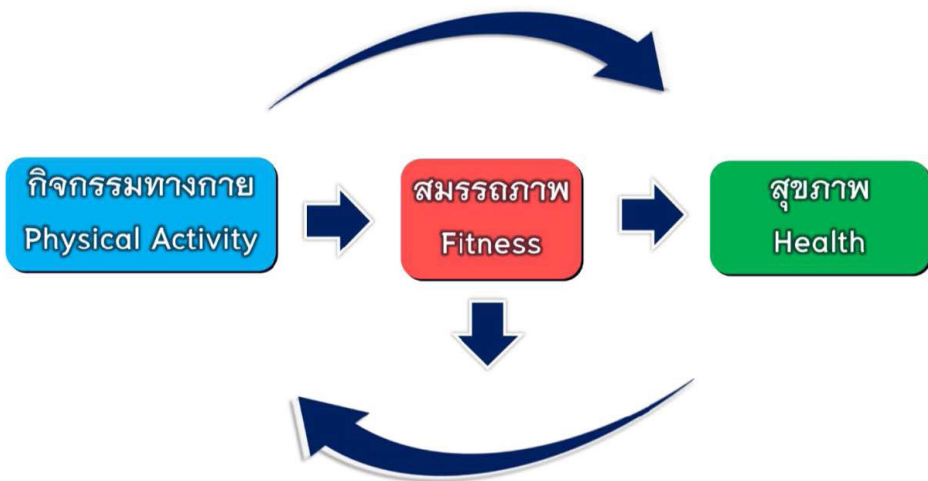 กิจกรรมทางกาย
Physical Activity
สมรรถภาพ
Fitness
สุขภาพ
Health